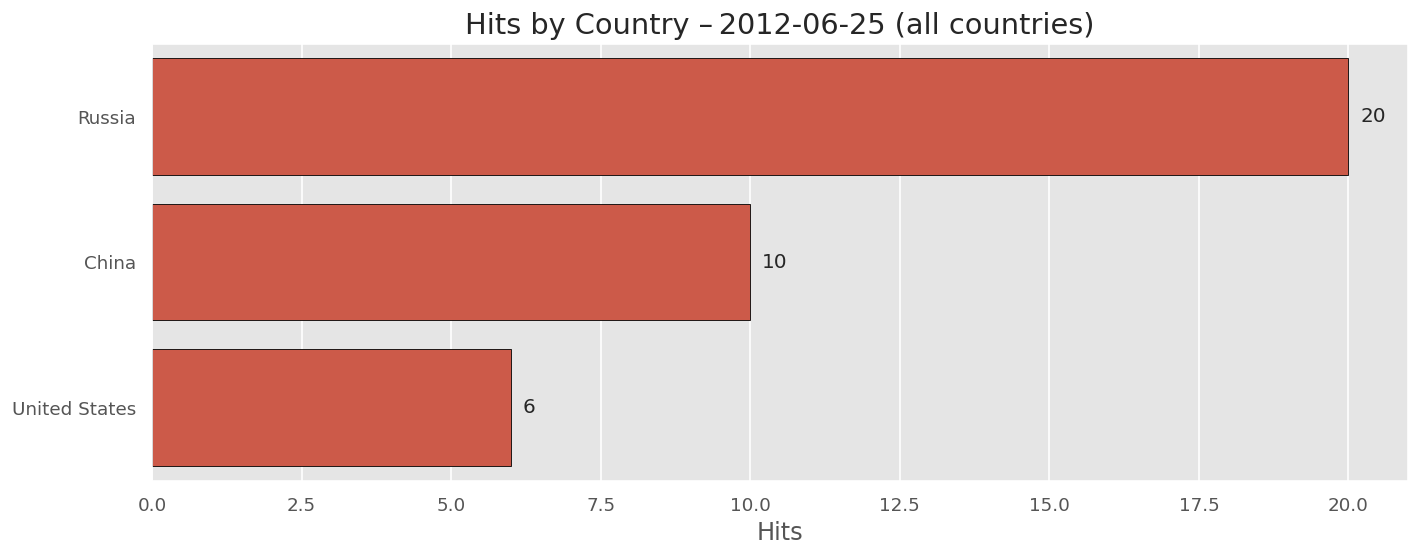 Hits by Country – 2012-06-25 (all countries)
Russia
20
China
10
United States
6
0.0 2.5 5.0 7.5 10.0 12.5 15.0 17.5 20.0
Hits